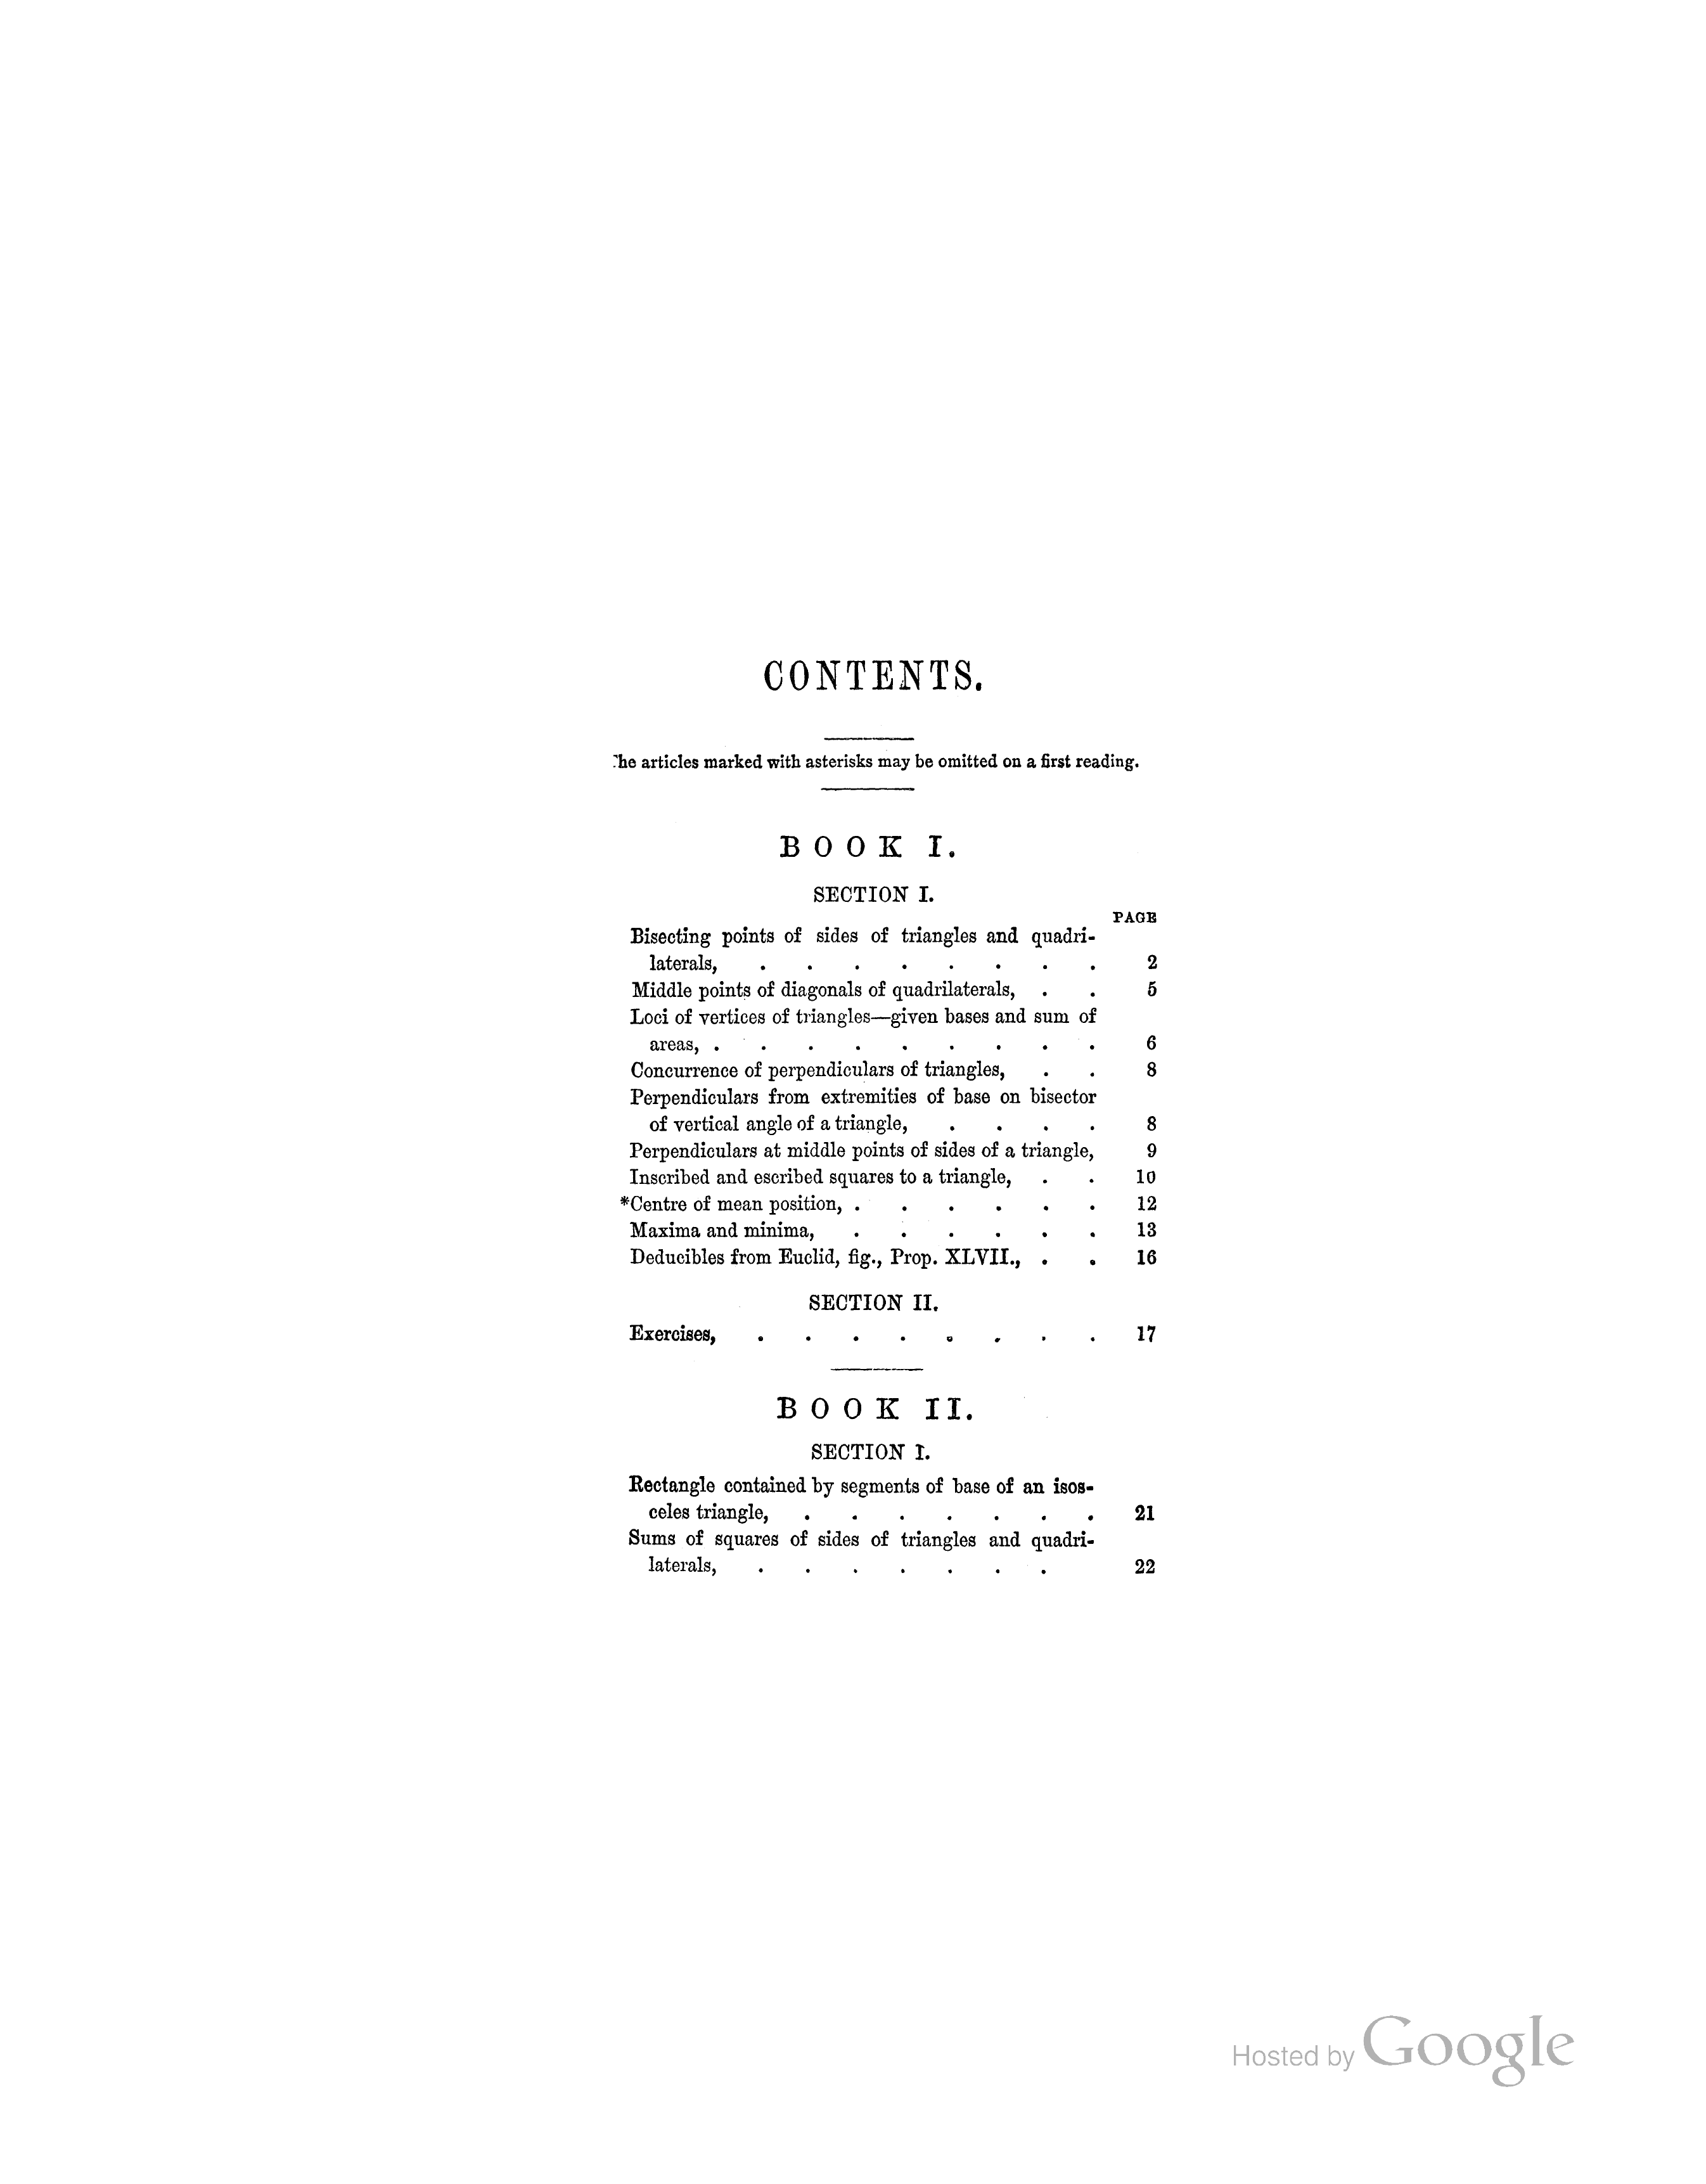 CONTENTS.
he articles marked with asterisks may be omitted on a first reading.
BOOK I.
SECTION I.
PAGE
Bisecting points of sides of triangles and quadri-
laterals, . . . . . . . . 2
Middle points of diagonals of quadrilaterals, . . 5
Loci of vertices of triangles—given bases and sum of
areas, . . . . . . . . . 6
Concurrence of perpendiculars of triangles, . . 8
Perpendiculars from extremities of base on bisector
of vertical angle of a triangle, . . . . 8
Perpendiculars at middle points of sides of a triangle, 9
Inscribed and escribed squares to a triangle, . . 10
*Centre of mean position, . . . . . . 12
Maxima and minima, . . . . . . 13
Deducibles from Euclid, fig., Prop. XLVII., . . 16
SECTION II.
Exercises, . . . . . . . . 17
BOOK II.
SECTION I.
Rectangle contained by segments of base of an isos-
celes triangle, . . . . . . . 21
Sums of squares of sides of triangles and quadri-
laterals, . . . . . . . 22
Hosted by Google